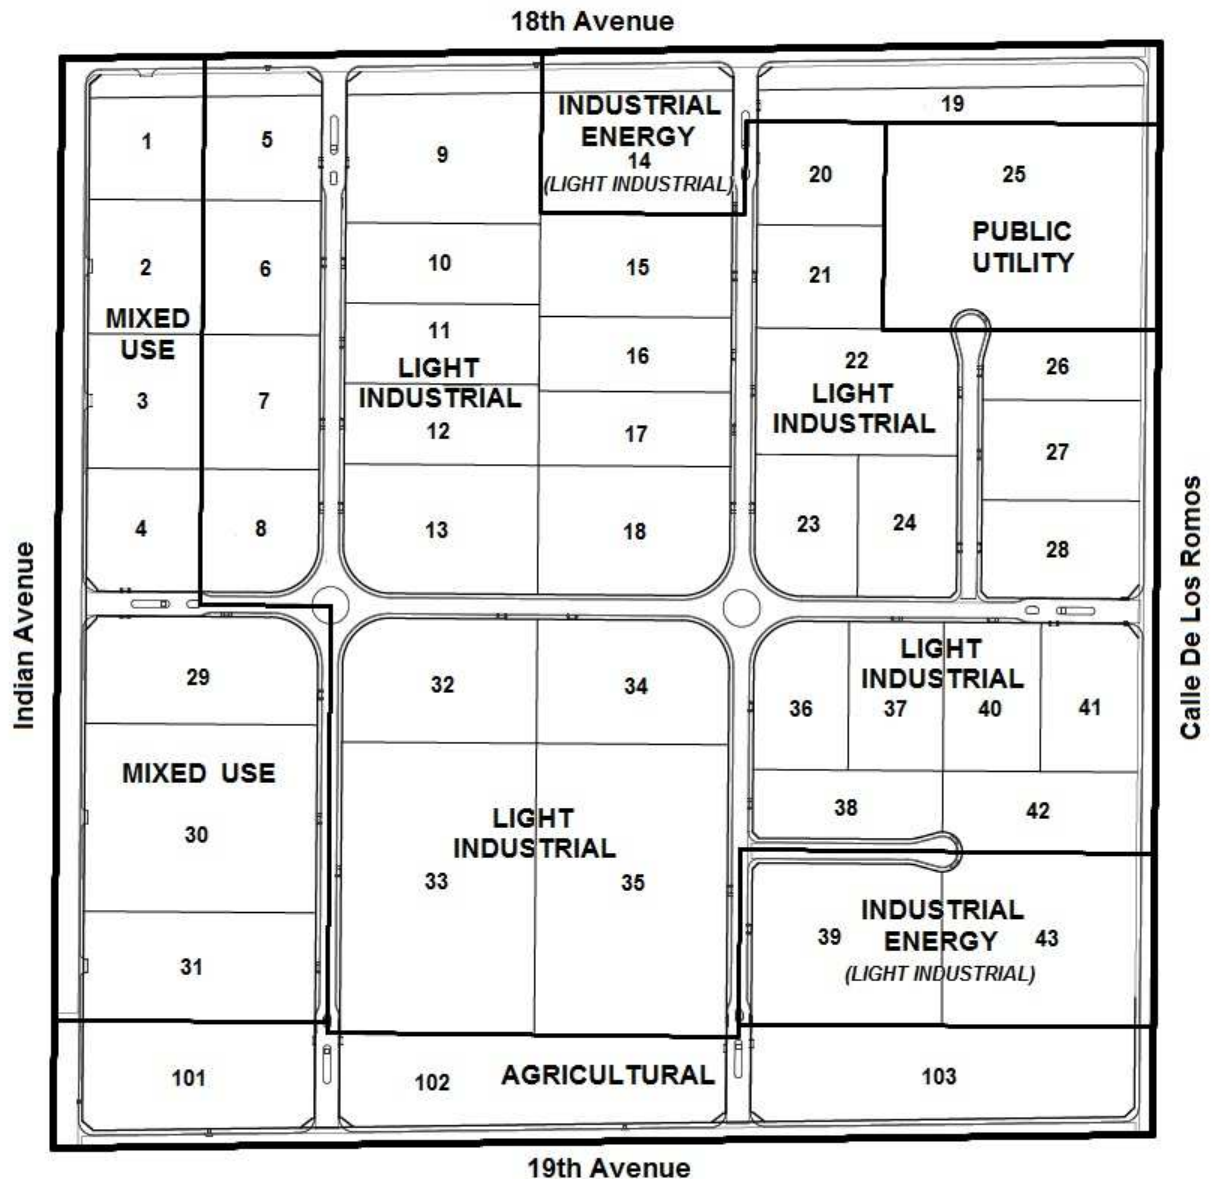 18th Avenue
INDUSTRIAL
ENERGY
14
(LIGHT INDUSTRIAL)
19
1
5
9
20
25
PUBLIC
UTILITY
2
6
10
15
21
MIXED
USE
11
16
22
26
LIGHT
INDUSTRIAL
LIGHT
INDUSTRIAL
3
7
12
17
27
4
8
13
18
23
24
28
Indian Avenue
Calle De Los Romos
29
32
34
LIGHT
INDUSTRIAL
36
37
40
41
MIXED USE
30
LIGHT
INDUSTRIAL
38
42
33
35
INDUSTRIAL
ENERGY
39
43
(LIGHT INDUSTRIAL)
31
101
102
AGRICULTURAL
103
19th Avenue